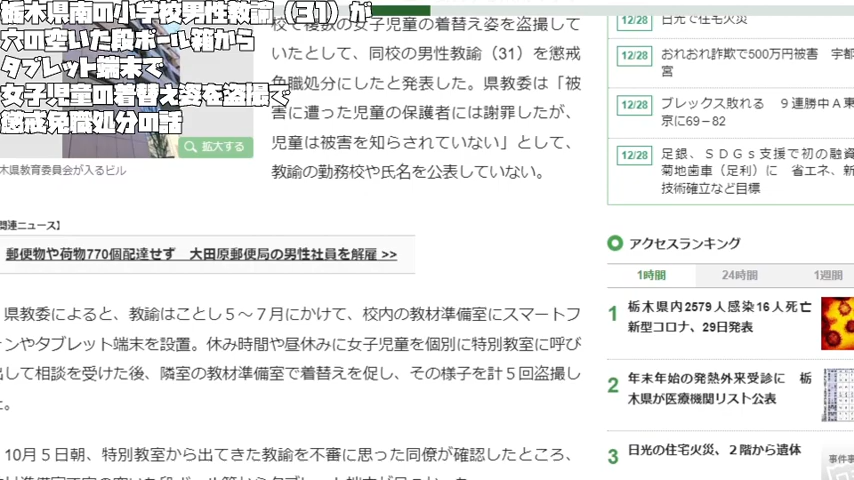 栃木県南の小学校男性教諭（31）が
穴の空いた段ボール箱から
タブレット端末で
女子児童の着替え姿を盗撮で
懲戒免職処分の話
拡大する
木県教育委員会が入るビル
校で複数の女子児童の着替え姿を盗撮して
いたとして、同校の男性教諭（31）を懲戒
免職処分にしたと発表した。県教委は「被
害に遭った児童の保護者には謝罪したが、
児童は被害を知らされていない」として、
教諭の勤務校や氏名を公表していない。
関連ニュース】
郵便物や荷物770個配達せず　大田原郵便局の男性社員を解雇 >>
県教委によると、教諭はことし５～７月にかけて、校内の教材準備室にスマートフ
ォンやタブレット端末を設置。休み時間や昼休みに女子児童を個別に特別教室に呼び
出して相談を受けた後、隣室の教材準備室で着替えを促し、その様子を計５回盗撮し
た。
10月５日朝、特別教室から出てきた教諭を不審に思った同僚が確認したところ、
12/28 日光で住宅火災
12/28 おれおれ詐欺で500万円被害　宇都
宮
12/28 ブレックス敗れる　９連勝中Ａ東
京に69－82
12/28 足銀、ＳＤＧｓ支援で初の融資
菊地歯車（足利）に　省エネ、新
技術確立など目標
アクセスランキング
1時間 24時間 1週間
1 栃木県内2579人感染16人死亡
新型コロナ、29日発表
2 年末年始の発熱外来受診に　栃
木県が医療機関リスト公表
3 日光の住宅火災、２階から遺体
事件事